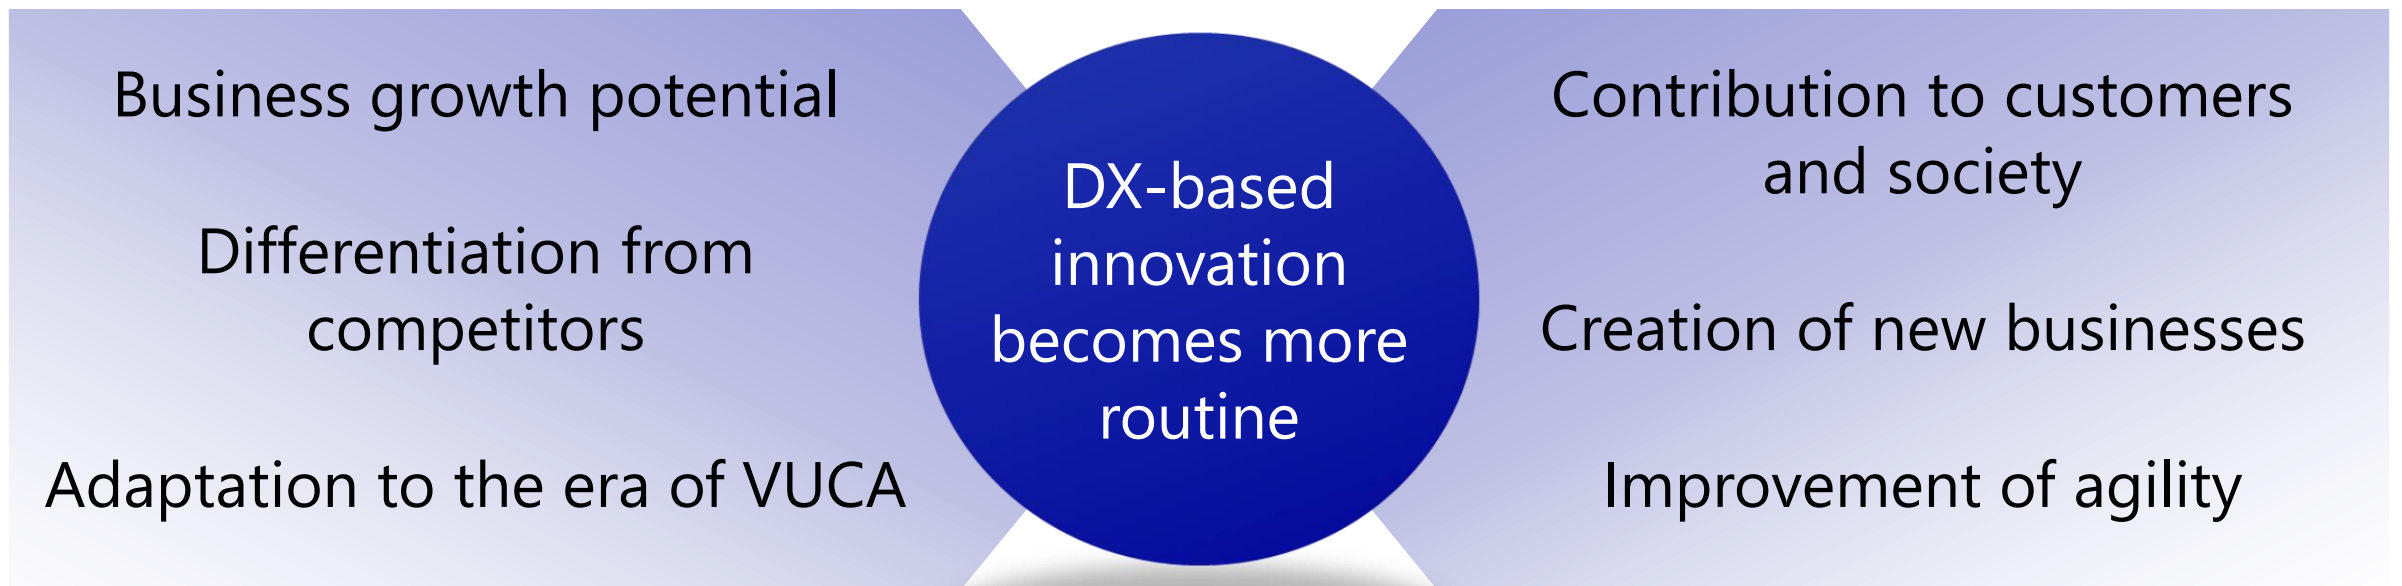 Business growth potential
Differentiation from
competitors
Adaptation to the era of VUCA
DX-based
innovation
becomes more
routine
Contribution to customers
and society
Creation of new businesses
Improvement of agility